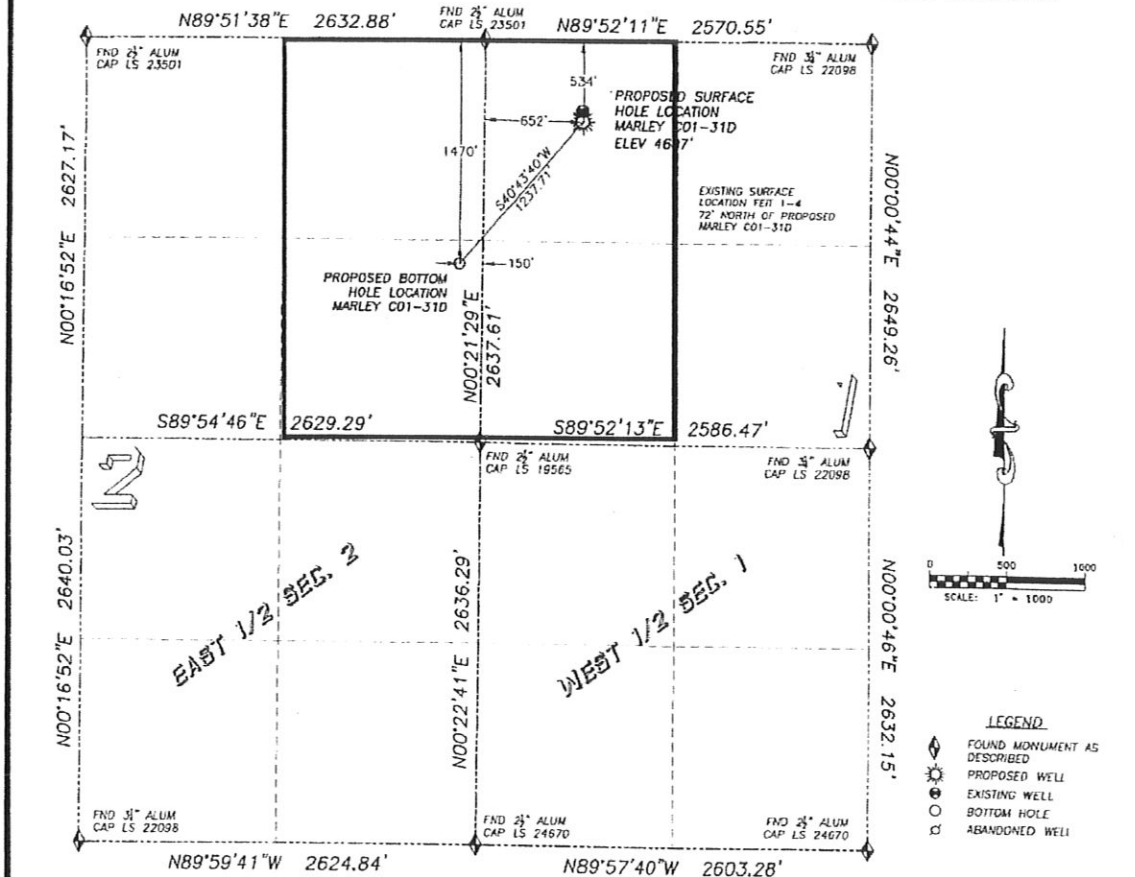 N89°51'38"E 2632.88'
FND 2½" ALUM
CAP LS 23501
N89°52'11"E 2570.55'
FND 2½" ALUM
CAP LS 23501
FND 3¼" ALUM
CAP LS 22098
534'
PROPOSED SURFACE
HOLE LOCATION
MARLEY C01-31D
ELEV
652'
1470'
S40°43'40"W
1237.71'
EXISTING SURFACE
LOCATION FEIT 1-4
72' NORTH OF PROPOSED
MARLEY C01-31D
N00°16'52"E 2627.17'
N00°00'44"E 2649.26'
150'
PROPOSED BOTTOM
HOLE LOCATION
MARLEY C01-31D
N00°21'29"E
2637.61'
S89°54'46"E 2629.29'
S89°52'13"E 2586.47'
1
2
FND 2½" ALUM
CAP LS 19565
FND 3¼" ALUM
CAP LS 22098
N00°16'52"E 2640.03'
EAST 1/2 SEC. 2
N00°22'41"E 2636.29'
WEST 1/2 SEC. 1
N00°00'46"E 2632.15'
0 500 1000
SCALE: 1" = 1000
LEGEND
FOUND MONUMENT AS
DESCRIBED
PROPOSED WELL
EXISTING WELL
BOTTOM HOLE
ABANDONED WELL
FND 3¼" ALUM
CAP LS 22098
FND 2½" ALUM
CAP LS 24670
FND 2½" ALUM
CAP LS 24670
N89°59'41"W 2624.84'
N89°57'40"W 2603.28'